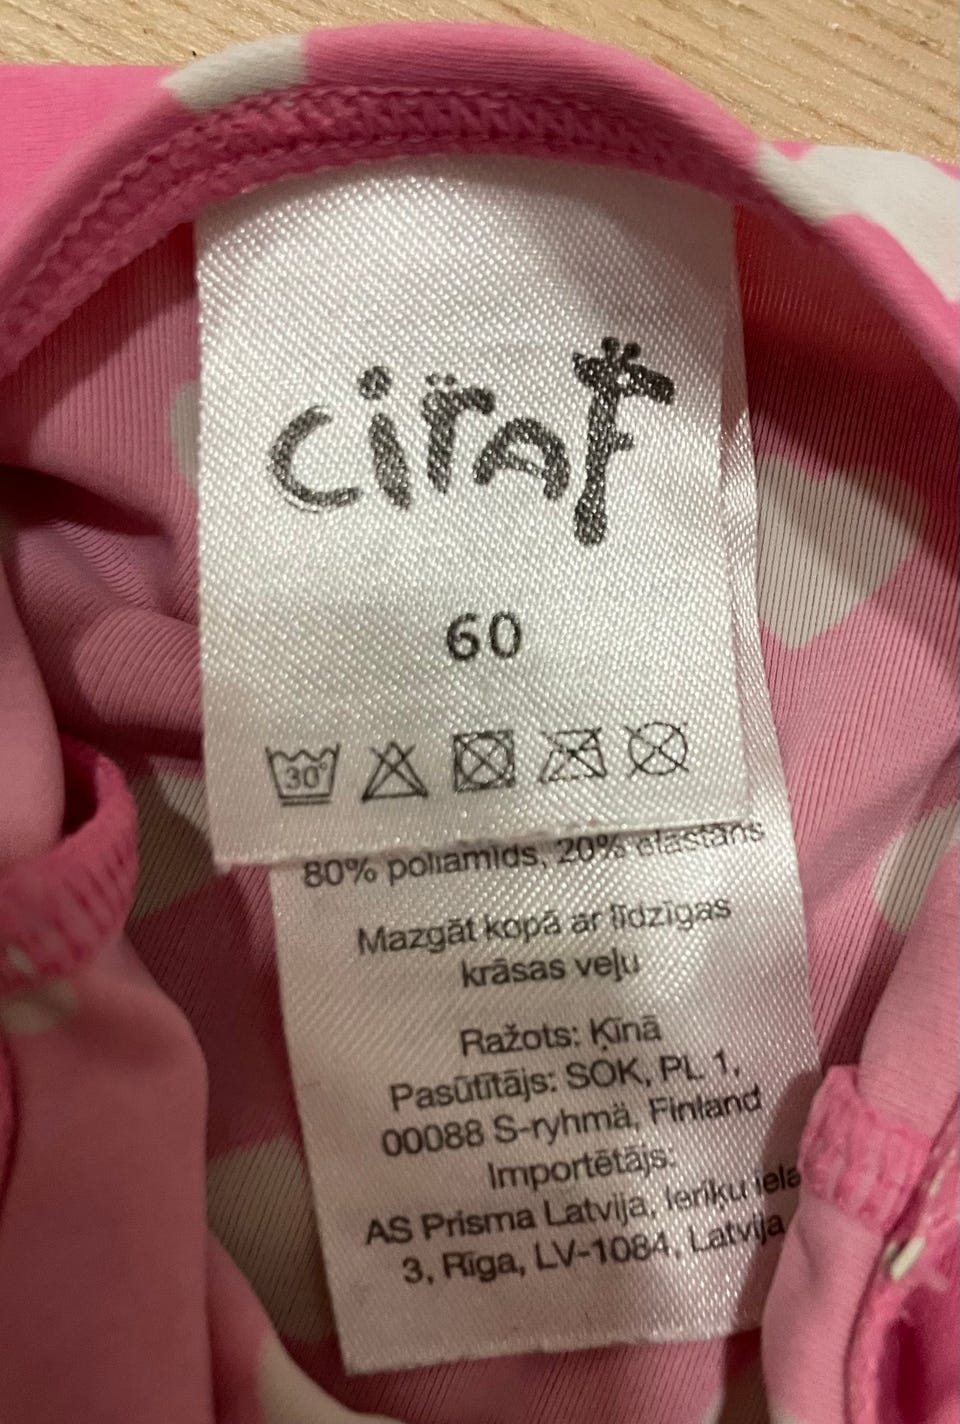 ciraf
60
30°
80% poliamīds, 20% elastāns
Mazgāt kopā ar līdzīgas
krāsas veļu
Ražots: Ķīnā
Pasūtītājs: SOK, PL 1,
00088 S-ryhmä, Finland
Importētājs:
AS Prisma Latvija, Ieriķu iela
3, Rīga, LV-1084, Latvija